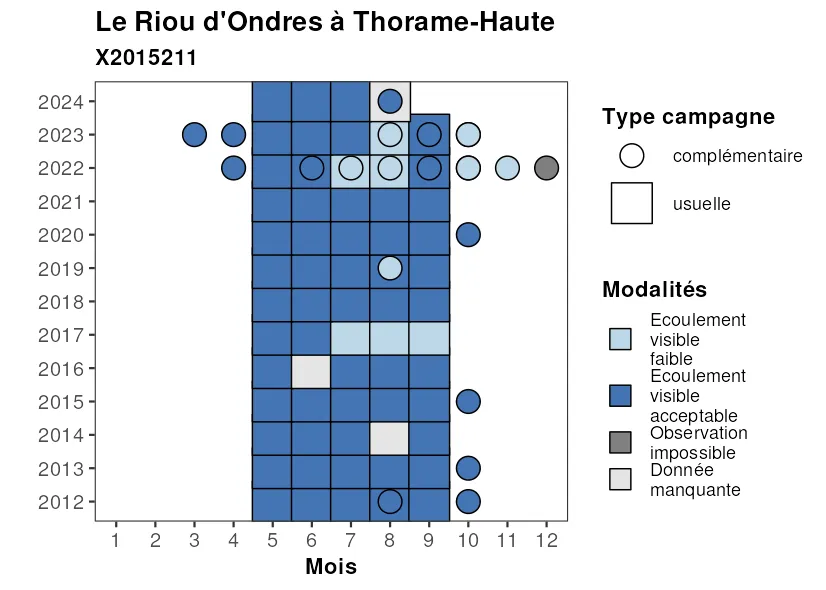 Le Riou d'Ondres à Thorame-Haute
X2015211
2024
2023
2022
2021
2020
2019
2018
2017
2016
2015
2014
2013
2012
1 2 3 4 5 6 7 8 9 10 11 12
Mois
Type campagne
complémentaire
usuelle
Modalités
Ecoulement
visible
faible
Ecoulement
visible
acceptable
Observation
impossible
Donnée
manquante